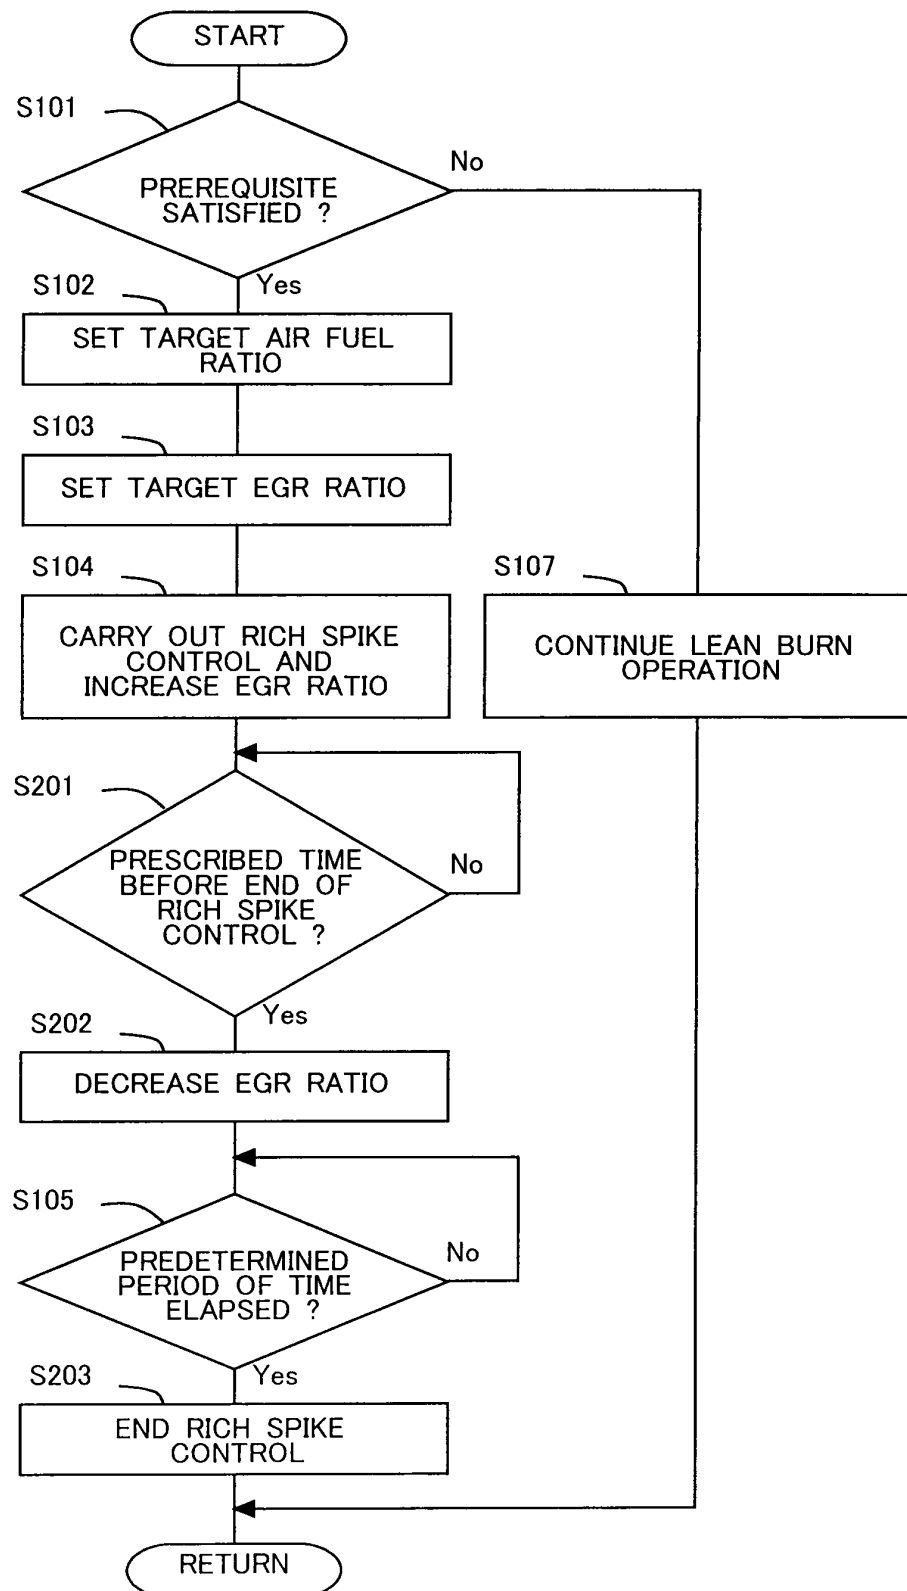 START
S101
No
PREREQUISITE
SATISFIED ?
Yes
S102
SET TARGET AIR FUEL
RATIO
S103
SET TARGET EGR RATIO
S104
CARRY OUT RICH SPIKE
CONTROL AND
INCREASE EGR RATIO
S107
CONTINUE LEAN BURN
OPERATION
S201
PRESCRIBED TIME
BEFORE END OF
RICH SPIKE
CONTROL ?
No
Yes
S202
DECREASE EGR RATIO
S105
PREDETERMINED
PERIOD OF TIME
ELAPSED ?
No
Yes
S203
END RICH SPIKE
CONTROL
RETURN